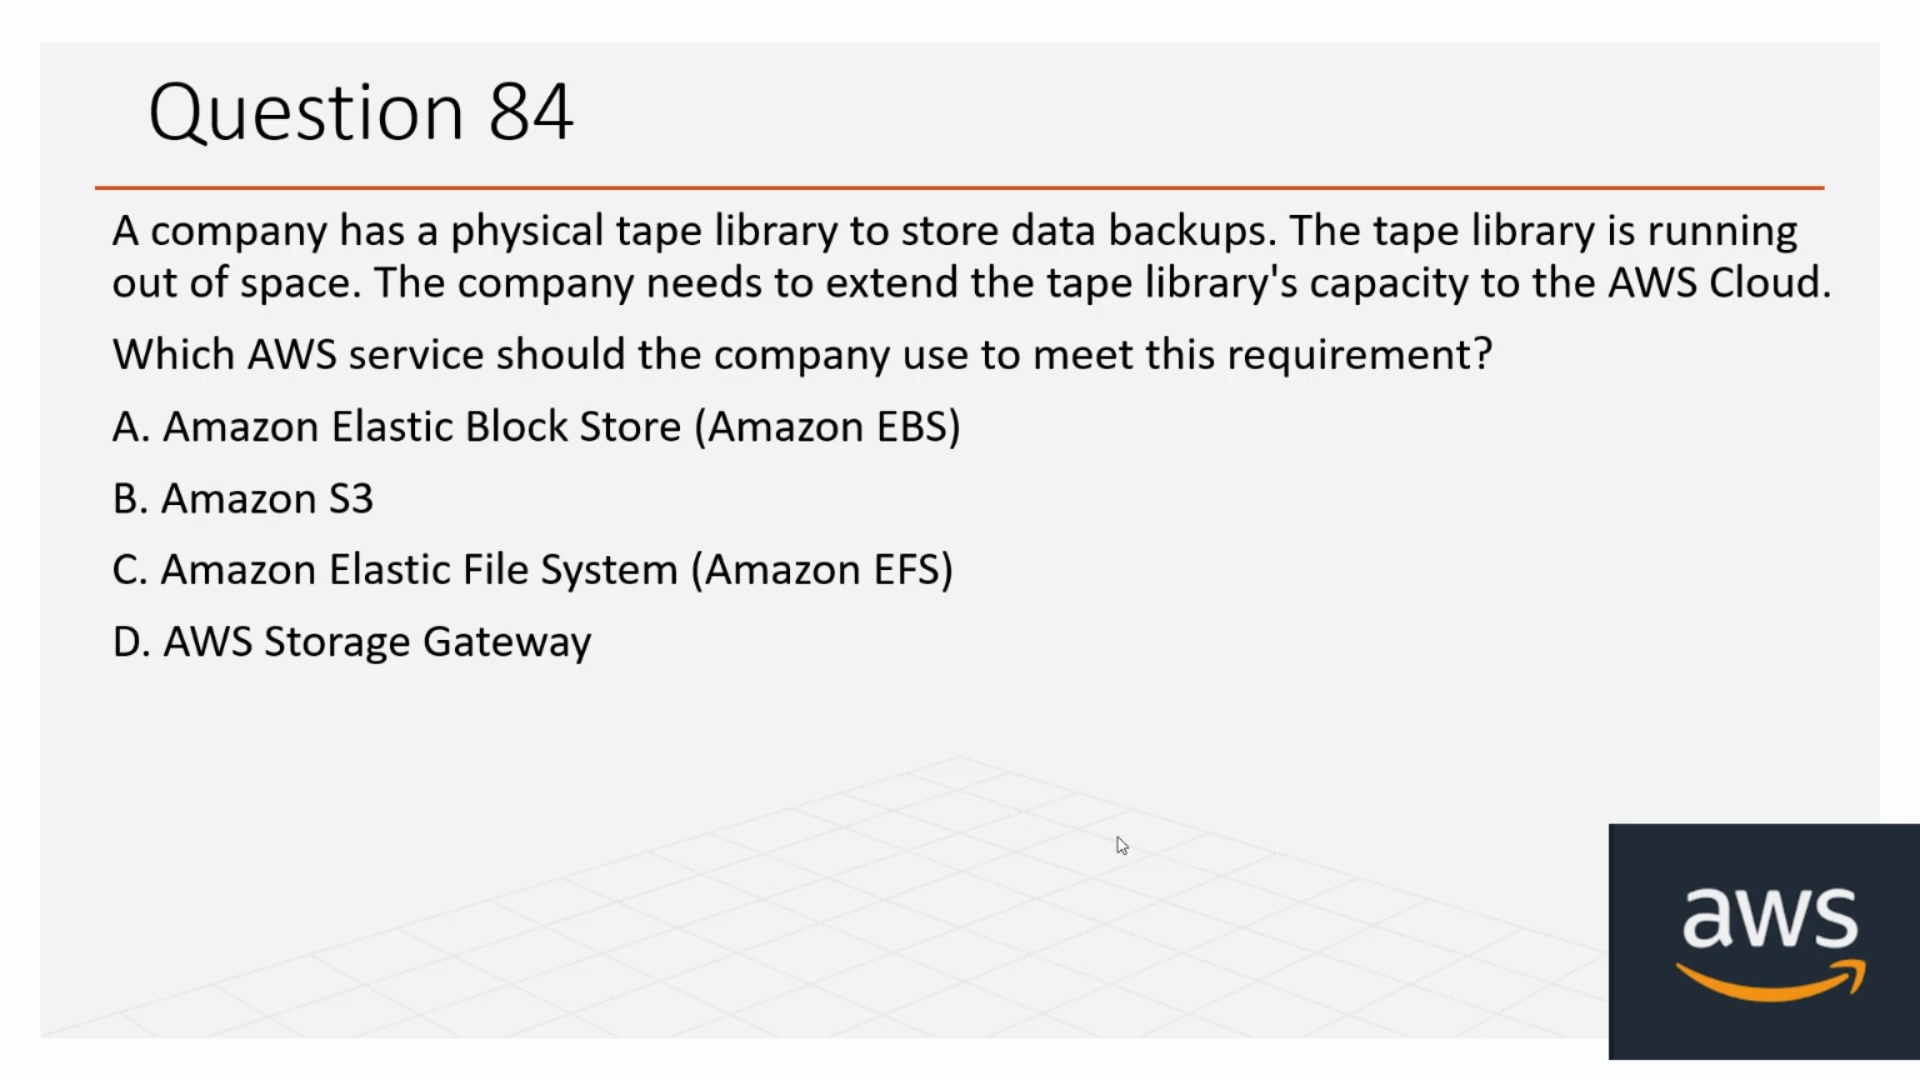 Question 84
A company has a physical tape library to store data backups. The tape library is running
out of space. The company needs to extend the tape library's capacity to the AWS Cloud.
Which AWS service should the company use to meet this requirement?
A. Amazon Elastic Block Store (Amazon EBS)
B. Amazon S3
C. Amazon Elastic File System (Amazon EFS)
D. AWS Storage Gateway
aws